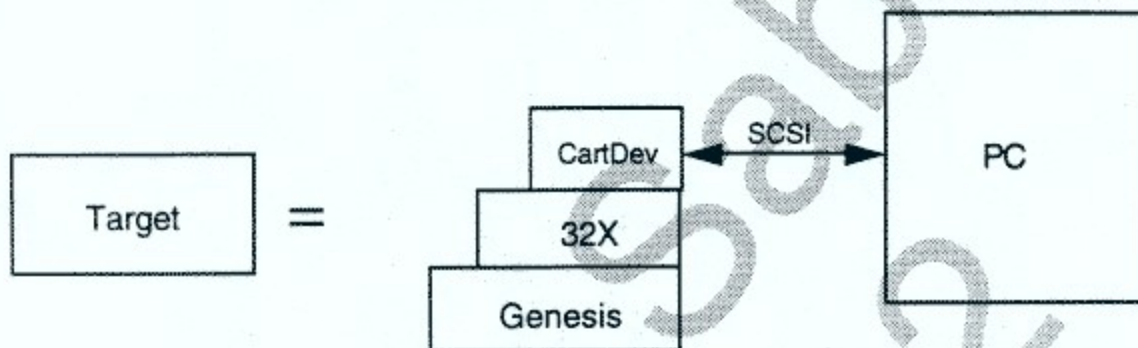 SCSI
CartDev
PC
Target
=
32X
Genesis